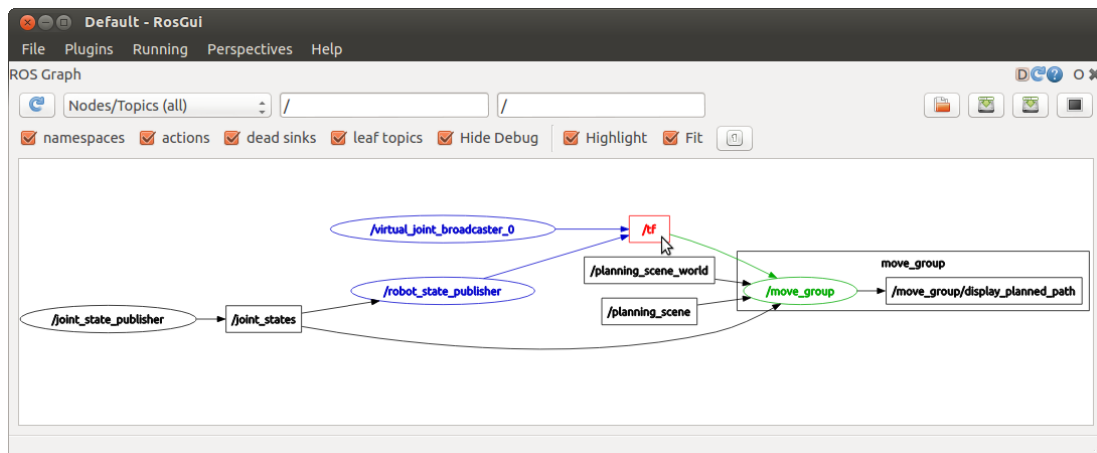 Default - RosGui
File Plugins Running Perspectives Help
ROS Graph
D ? O ✖
Nodes/Topics (all) / /
namespaces actions dead sinks leaf topics Hide Debug Highlight Fit
/virtual_joint_broadcaster_0 /tf
/planning_scene_world move_group
/robot_state_publisher /move_group /move_group/display_planned_path
/planning_scene
/joint_state_publisher /joint_states